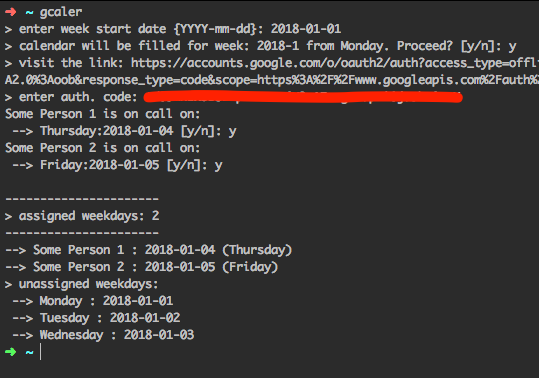 ➜ ~ gcaler
> enter week start date {YYYY-mm-dd}: 2018-01-01
> calendar will be filled for week: 2018-1 from Monday. Proceed? [y/n]: y
> visit the link: https://accounts.google.com/o/oauth2/auth?access_type=offli
A2.0%3Aoob&response_type=code&scope=https%3A%2F%2Fwww.googleapis.com%2Fauth%
> enter auth. code:
Some Person 1 is on call on:
--> Thursday:2018-01-04 [y/n]: y
Some Person 2 is on call on:
--> Friday:2018-01-05 [y/n]: y
----------------------
> assigned weekdays: 2
----------------------
--> Some Person 1 : 2018-01-04 (Thursday)
--> Some Person 2 : 2018-01-05 (Friday)
> unassigned weekdays:
--> Monday : 2018-01-01
--> Tuesday : 2018-01-02
--> Wednesday : 2018-01-03
➜ ~